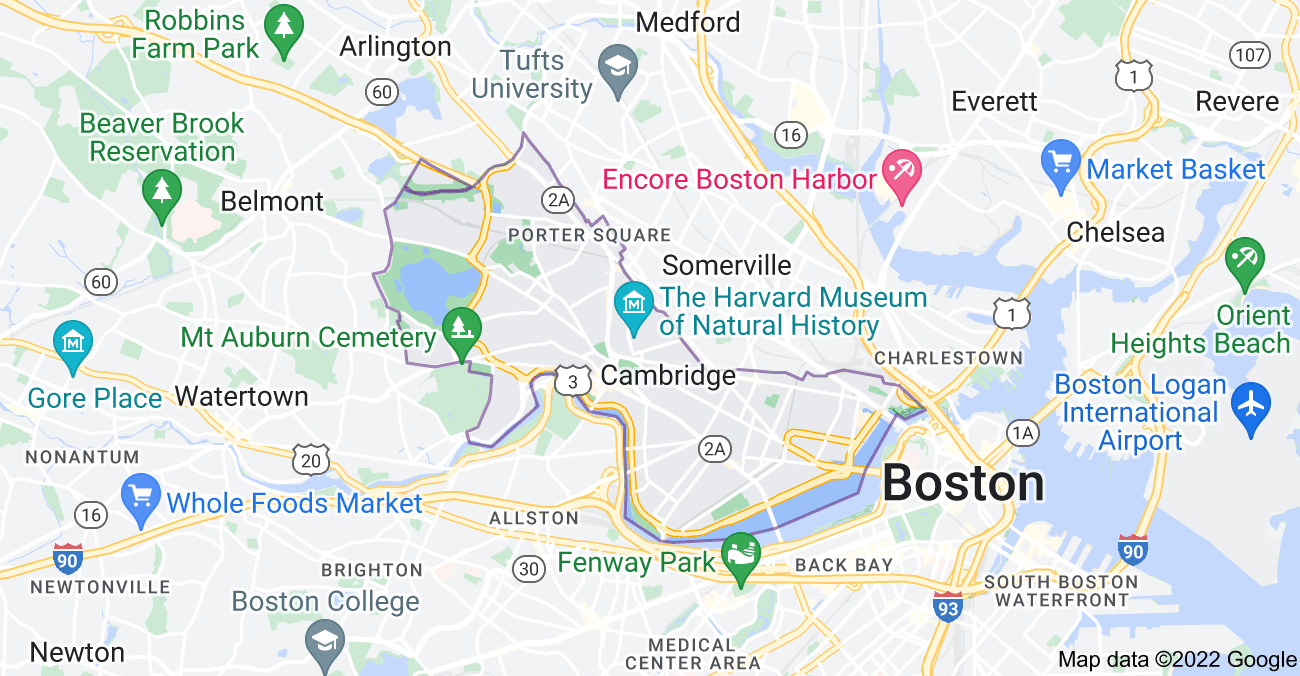 Robbins
Farm Park
Arlington
Medford
Tufts
University
107
1
60
Everett
Revere
Beaver Brook
Reservation
16
Market Basket
Encore Boston Harbor
Belmont
2A
Chelsea
PORTER SQUARE
Somerville
60
The Harvard Museum
of Natural History
1
Orient
Heights Beach
Mt Auburn Cemetery
CHARLESTOWN
Gore Place
Watertown
3
Cambridge
Boston Logan
International
Airport
1A
2A
NONANTUM
20
Boston
Whole Foods Market
16
ALLSTON
90
90
Fenway Park
BACK BAY
30
BRIGHTON
NEWTONVILLE
SOUTH BOSTON
WATERFRONT
Boston College
93
Newton
MEDICAL
CENTER AREA
Map data ©2022 Google